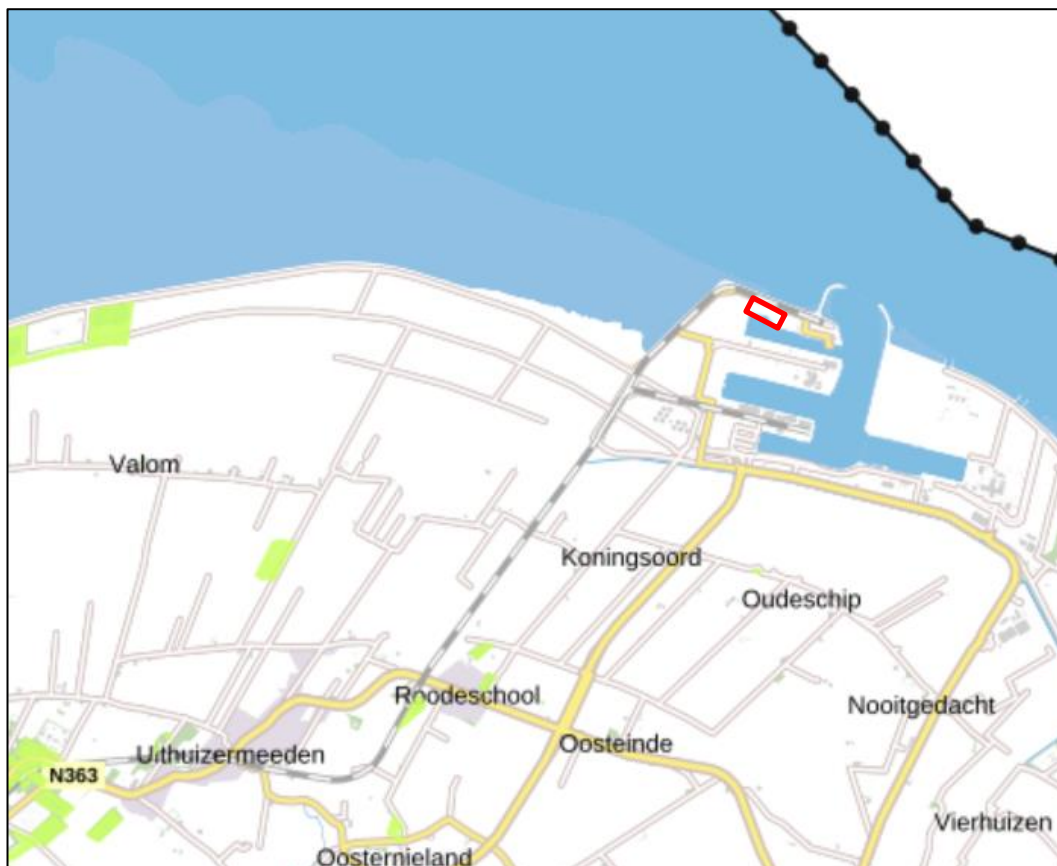 Valom
Koningsoord
Oudeschip
Roodeschool
Nooitgedacht
Oosteinde
Uithuizermeeden
N363
Vierhuizen
Oosternieland